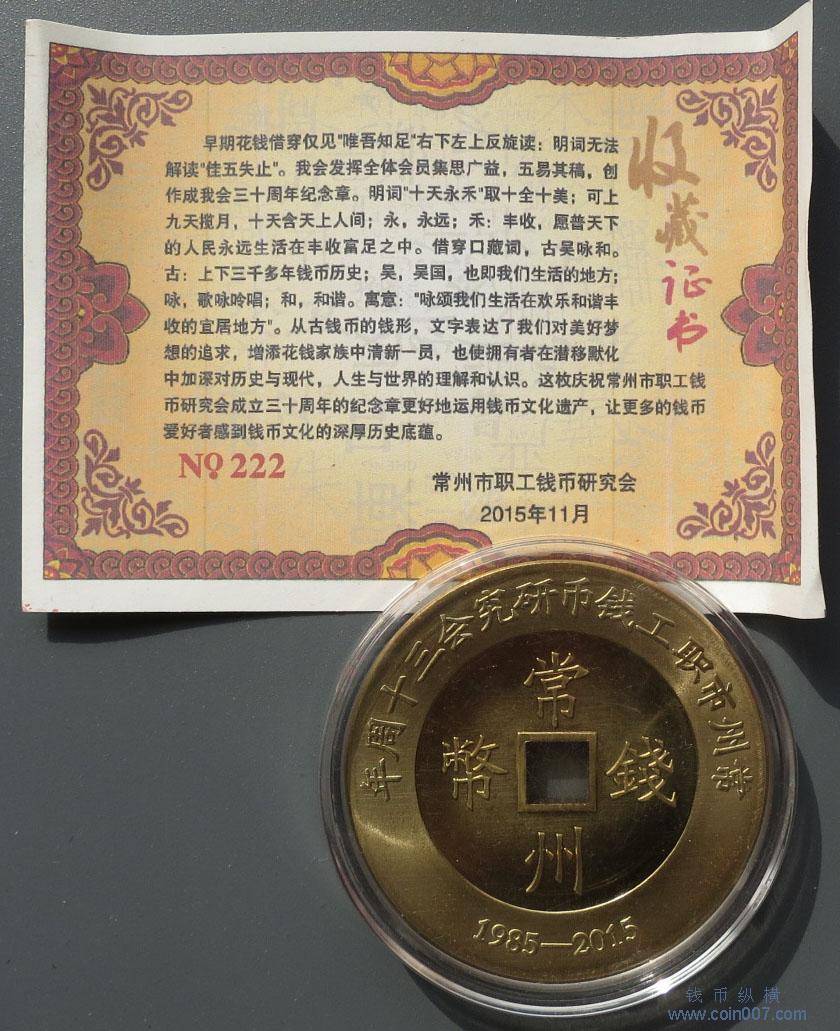 收藏证书
早期花钱借穿仅见"唯吾知足"右下左上反旋读：明词无法
解读"佳五失止"。我会发挥全体会员集思广益，五易其稿，创
作成我会三十周年纪念章。明词"十天永禾"取十全十美；可上
九天揽月，十天含天上人间；永，永远；禾：丰收，愿普天下
的人民永远生活在丰收富足之中。借穿口藏词，古吴咏和。
古：上下三千多年钱币历史；吴，吴国，也即我们生活的地方；
咏，歌咏呤唱；和，和谐。寓意："咏颂我们生活在欢乐和谐丰
收的宜居地方"。从古钱币的钱形，文字表达了我们对美好梦
想的追求，增添花钱家族中清新一员，也使拥有者在潜移默化
中加深对历史与现代，人生与世界的理解和认识。这枚庆祝常州市职工钱
币研究会成立三十周年的纪念章更好地运用钱币文化遗产，让更多的钱币
爱好者感到钱币文化的深厚历史底蕴。
NO.222
常州市职工钱币研究会
2015年11月
常州市职工钱币研究会三十周年
常州錢幣
1985—2015
钱币纵横
www.coin007.com